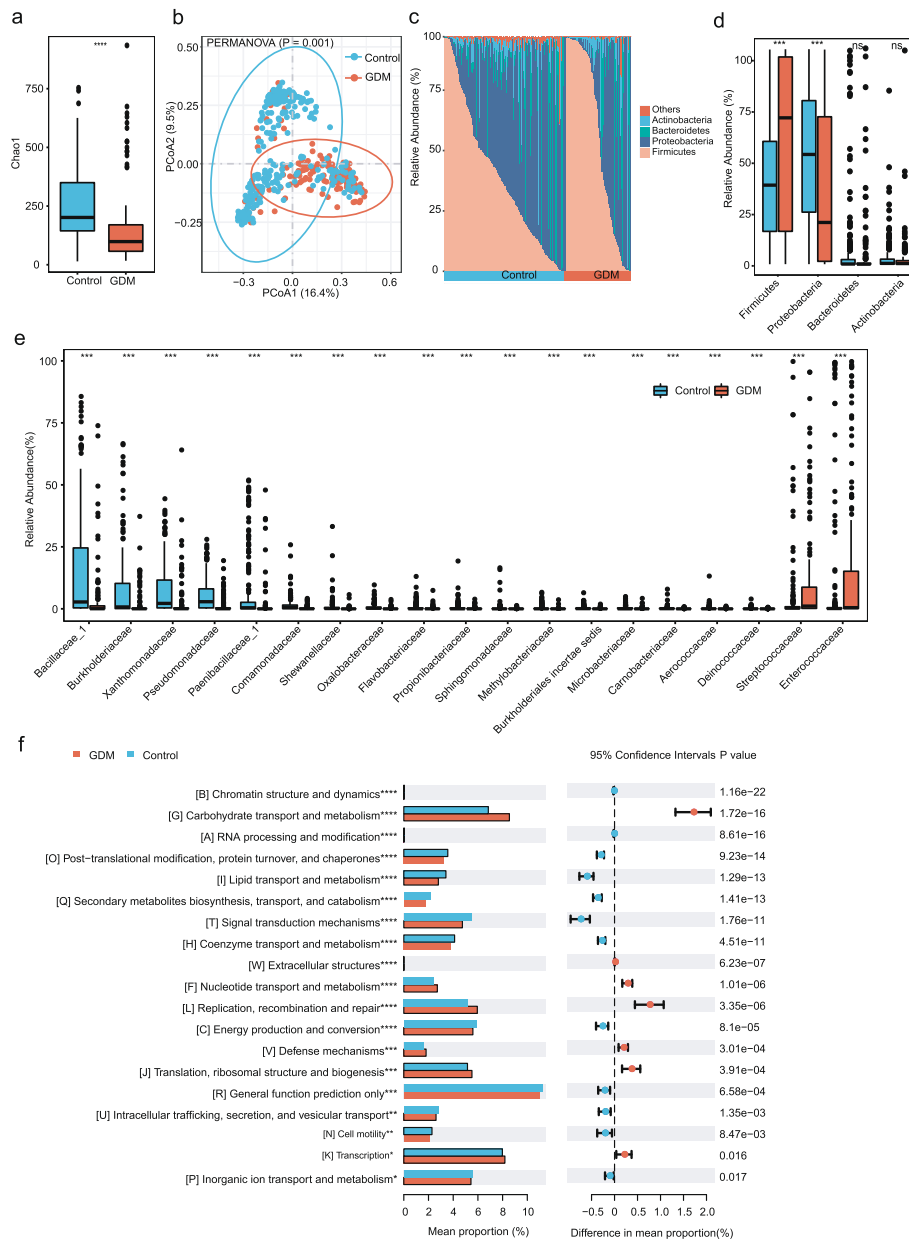 a
****
Chao1
750
500
250
0
Control
GDM
b
PERMANOVA (P = 0.001)
Control
GDM
PCoA2 (9.5%)
0.50
0.25
0.00
−0.25
−0.3
0.0
0.3
0.6
PCoA1 (16.4%)
c
Relative Abundance (%)
100
75
50
25
0
Control
GDM
Others
Actinobacteria
Bacteroidetes
Proteobacteria
Firmicutes
d
*** *** ns ns
Relative Abundance (%)
100
75
50
25
0
Firmicutes
Proteobacteria
Bacteroidetes
Actinobacteria
e
*** *** *** *** *** *** *** *** *** *** *** *** *** *** *** *** *** *** ***
Control
GDM
Relative Abundance(%)
100
75
50
25
0
Bacillaceae_1
Burkholderiaceae
Xanthomonadaceae
Pseudomonadaceae
Paenibacillaceae_1
Comamonadaceae
Shewanellaceae
Oxalobacteraceae
Flavobacteriaceae
Propionibacteriaceae
Sphingomonadaceae
Methylobacteriaceae
Burkholderiales incertae sedis
Microbacteriaceae
Carnobacteriaceae
Aerococcaceae
Deinococcaceae
Streptococcaceae
Enterococcaceae
f
GDM
Control
95% Confidence Intervals P value
[B] Chromatin structure and dynamics**** 1.16e−22
[G] Carbohydrate transport and metabolism**** 1.72e−16
[A] RNA processing and modification**** 8.61e−16
[O] Post−translational modification, protein turnover, and chaperones**** 9.23e−14
[I] Lipid transport and metabolism**** 1.29e−13
[Q] Secondary metabolites biosynthesis, transport, and catabolism**** 1.41e−13
[T] Signal transduction mechanisms**** 1.76e−11
[H] Coenzyme transport and metabolism**** 4.51e−11
[W] Extracellular structures**** 6.23e−07
[F] Nucleotide transport and metabolism**** 1.01e−06
[L] Replication, recombination and repair**** 3.35e−06
[C] Energy production and conversion**** 8.1e−05
[V] Defense mechanisms*** 3.01e−04
[J] Translation, ribosomal structure and biogenesis*** 3.91e−04
[R] General function prediction only*** 6.58e−04
[U] Intracellular trafficking, secretion, and vesicular transport** 1.35e−03
[N] Cell motility** 8.47e−03
[K] Transcription* 0.016
[P] Inorganic ion transport and metabolism* 0.017
0 2 4 6 8 10
Mean proportion (%)
−0.5 0 0.5 1.0 1.5 2.0
Difference in mean proportion(%)